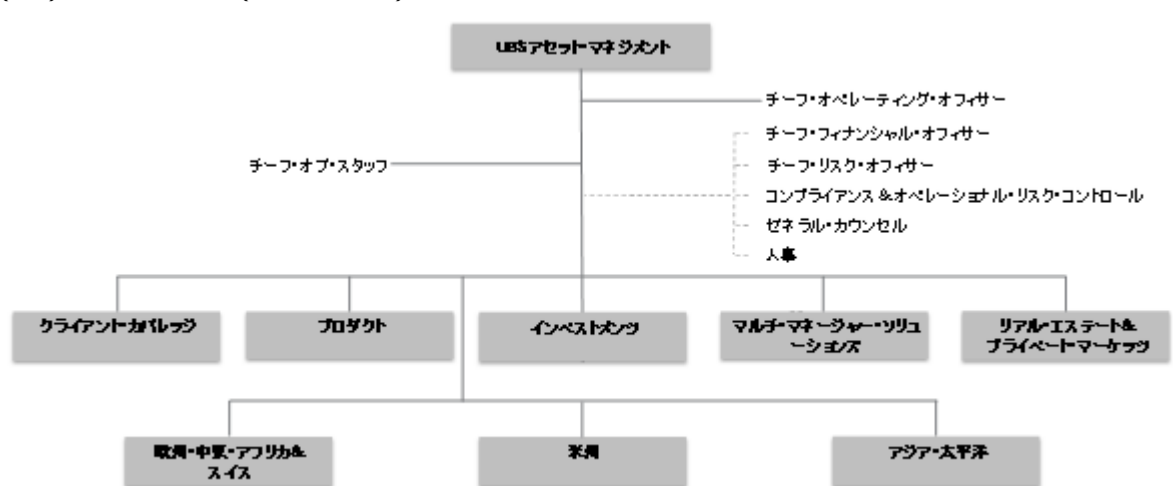 UBSアセット・マネジメント
チーフ・オペレーティング・オフィサー
チーフ・フィナンシャル・オフィサー
チーフ・オブ・スタッフ
チーフ・リスク・オフィサー
コンプライアンス&オペレーショナル・リスク・コントロール
ゼネラル・カウンセル
人事
クライアント・カバレッジ
プロダクト
インベストメンツ
マルチ・マネージャー・ソリュ
ーションズ
リアル・エステート&
プライベート・マーケッツ
欧州・中東・アフリカ&
スイス
米州
アジア・太平洋